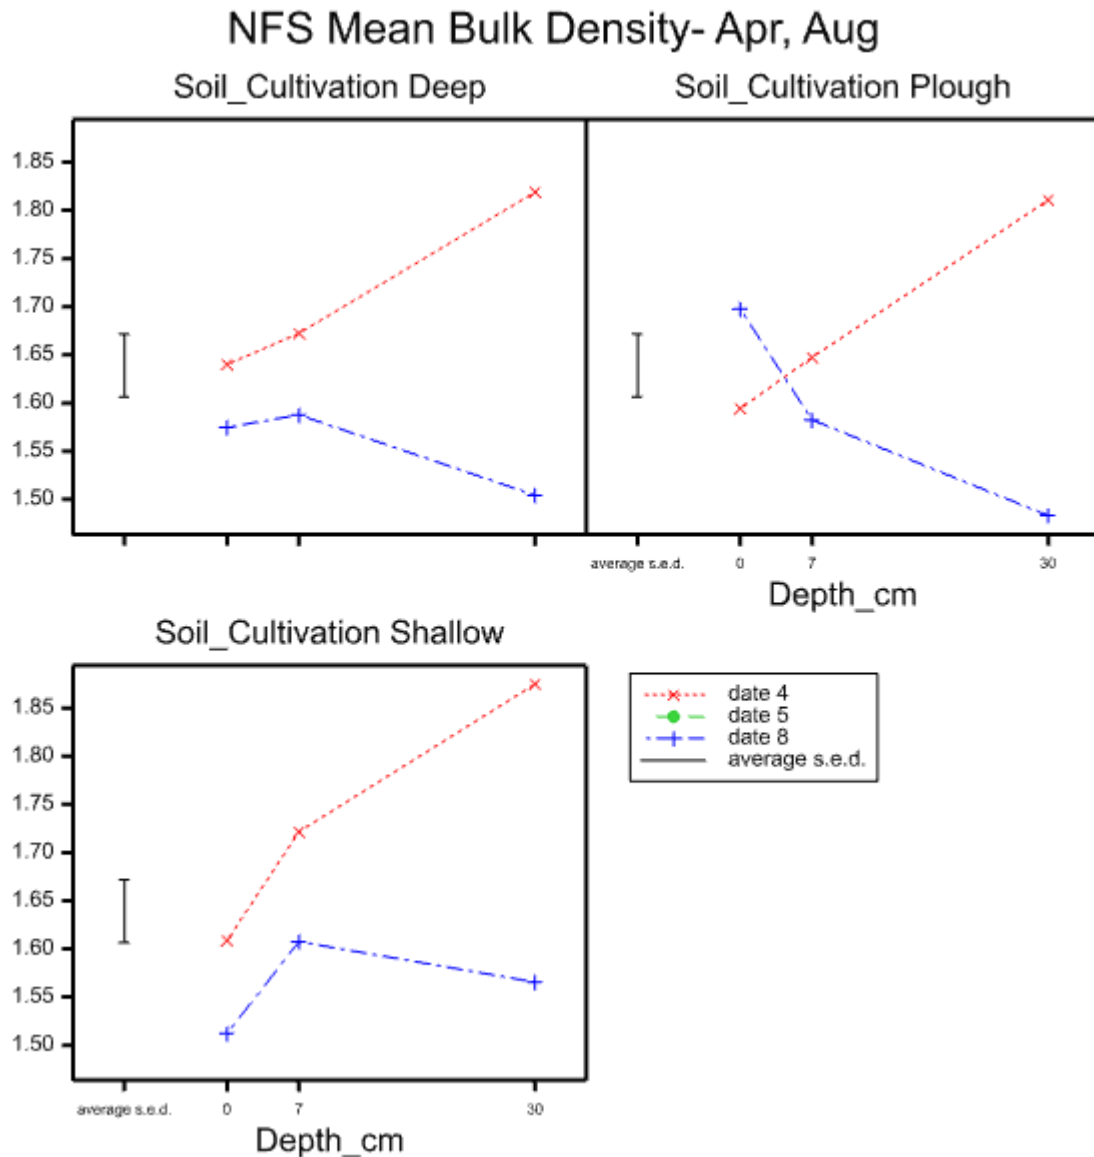 NFS Mean Bulk Density- Apr, Aug
Soil_Cultivation Deep
Soil_Cultivation Plough
1.85
1.80
1.75
1.70
1.65
1.60
1.55
1.50
average s.e.d. 0 7 30
Depth_cm
Soil_Cultivation Shallow
1.85
1.80
1.75
1.70
1.65
1.60
1.55
1.50
average s.e.d. 0 7 30
Depth_cm
date 4
date 5
date 8
average s.e.d.